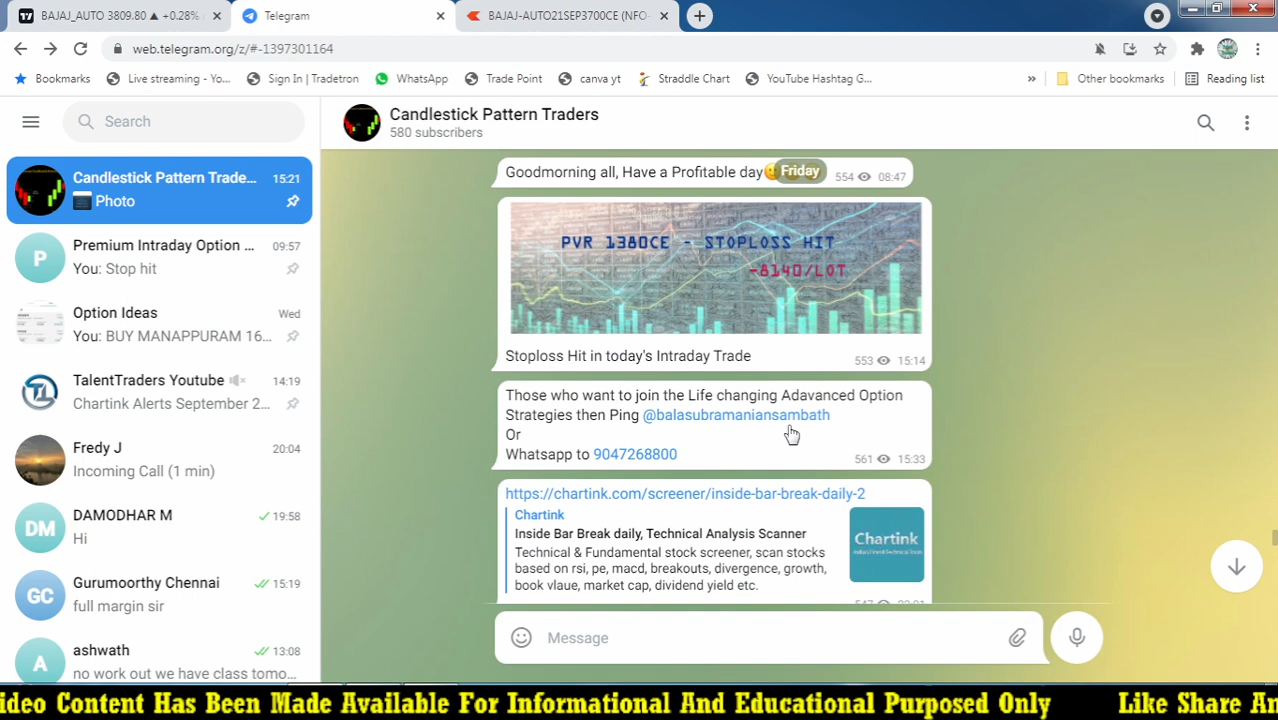 BAJAJ_AUTO 3809.80 ▲ +0.28%
Telegram
BAJAJ-AUTO21SEP3700CE (NFO-
web.telegram.org/z/#-1397301164
Bookmarks
Live streaming - Yo...
Sign In | Tradetron
WhatsApp
Trade Point
canva yt
Straddle Chart
YouTube Hashtag G...
»
Other bookmarks
Reading list
Search
Candlestick Pattern Traders
580 subscribers
Candlestick Pattern Trade... 15:21
Photo
P
Premium Intraday Option ... 09:57
You: Stop hit
Option Ideas Wed
You: BUY MANAPPURAM 16...
TalentTraders Youtube 14:19
Chartink Alerts September 2...
Fredy J 20:04
Incoming Call (1 min)
DM
DAMODHAR M 19:58
Hi
GC
Gurumoorthy Chennai 15:19
full margin sir
A
ashwath 13:08
no work out we have class tomo...
Goodmorning all, Have a Profitable day
Friday
554 08:47
PVR 1380CE - STOPLOSS HIT
-8140/LOT
Stoploss Hit in today's Intraday Trade
553 15:14
Those who want to join the Life changing Adavanced Option
Strategies then Ping @balasubramaniansambath
Or
Whatsapp to 9047268800
561 15:33
https://chartink.com/screener/inside-bar-break-daily-2
Chartink
Inside Bar Break daily, Technical Analysis Scanner
Technical & Fundamental stock screener, scan stocks
based on rsi, pe, macd, breakouts, divergence, growth,
book vlaue, market cap, dividend yield etc.
Chartink
Message
ideo Content Has Been Made Available For Informational And Educational Purposed Only Like Share An